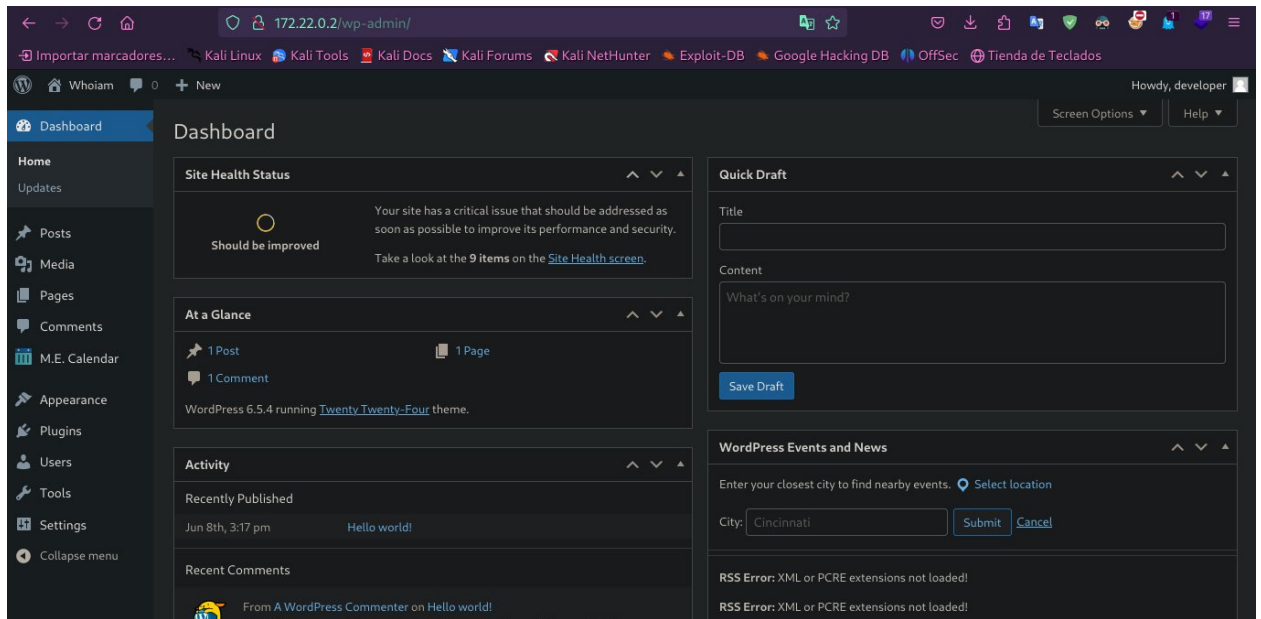 172.22.0.2/wp-admin/
17
1
Importar marcadores... Kali Linux Kali Tools Kali Docs Kali Forums Kali NetHunter Exploit-DB Google Hacking DB OffSec Tienda de Teclados
Whoiam 0 New Howdy, developer
Screen Options Help
Dashboard
Home
Updates
Posts
Media
Pages
Comments
M.E. Calendar
Appearance
Plugins
Users
Tools
Settings
Collapse menu
Dashboard
Site Health Status
Should be improved
Your site has a critical issue that should be addressed as
soon as possible to improve its performance and security.
Take a look at the 9 items on the Site Health screen.
At a Glance
1 Post 1 Page
1 Comment
WordPress 6.5.4 running Twenty Twenty-Four theme.
Activity
Recently Published
Jun 8th, 3:17 pm Hello world!
Recent Comments
From A WordPress Commenter on Hello world!
Quick Draft
Title
Content
What's on your mind?
Save Draft
WordPress Events and News
Enter your closest city to find nearby events. Select location
City: Cincinnati Submit Cancel
RSS Error: XML or PCRE extensions not loaded!
RSS Error: XML or PCRE extensions not loaded!